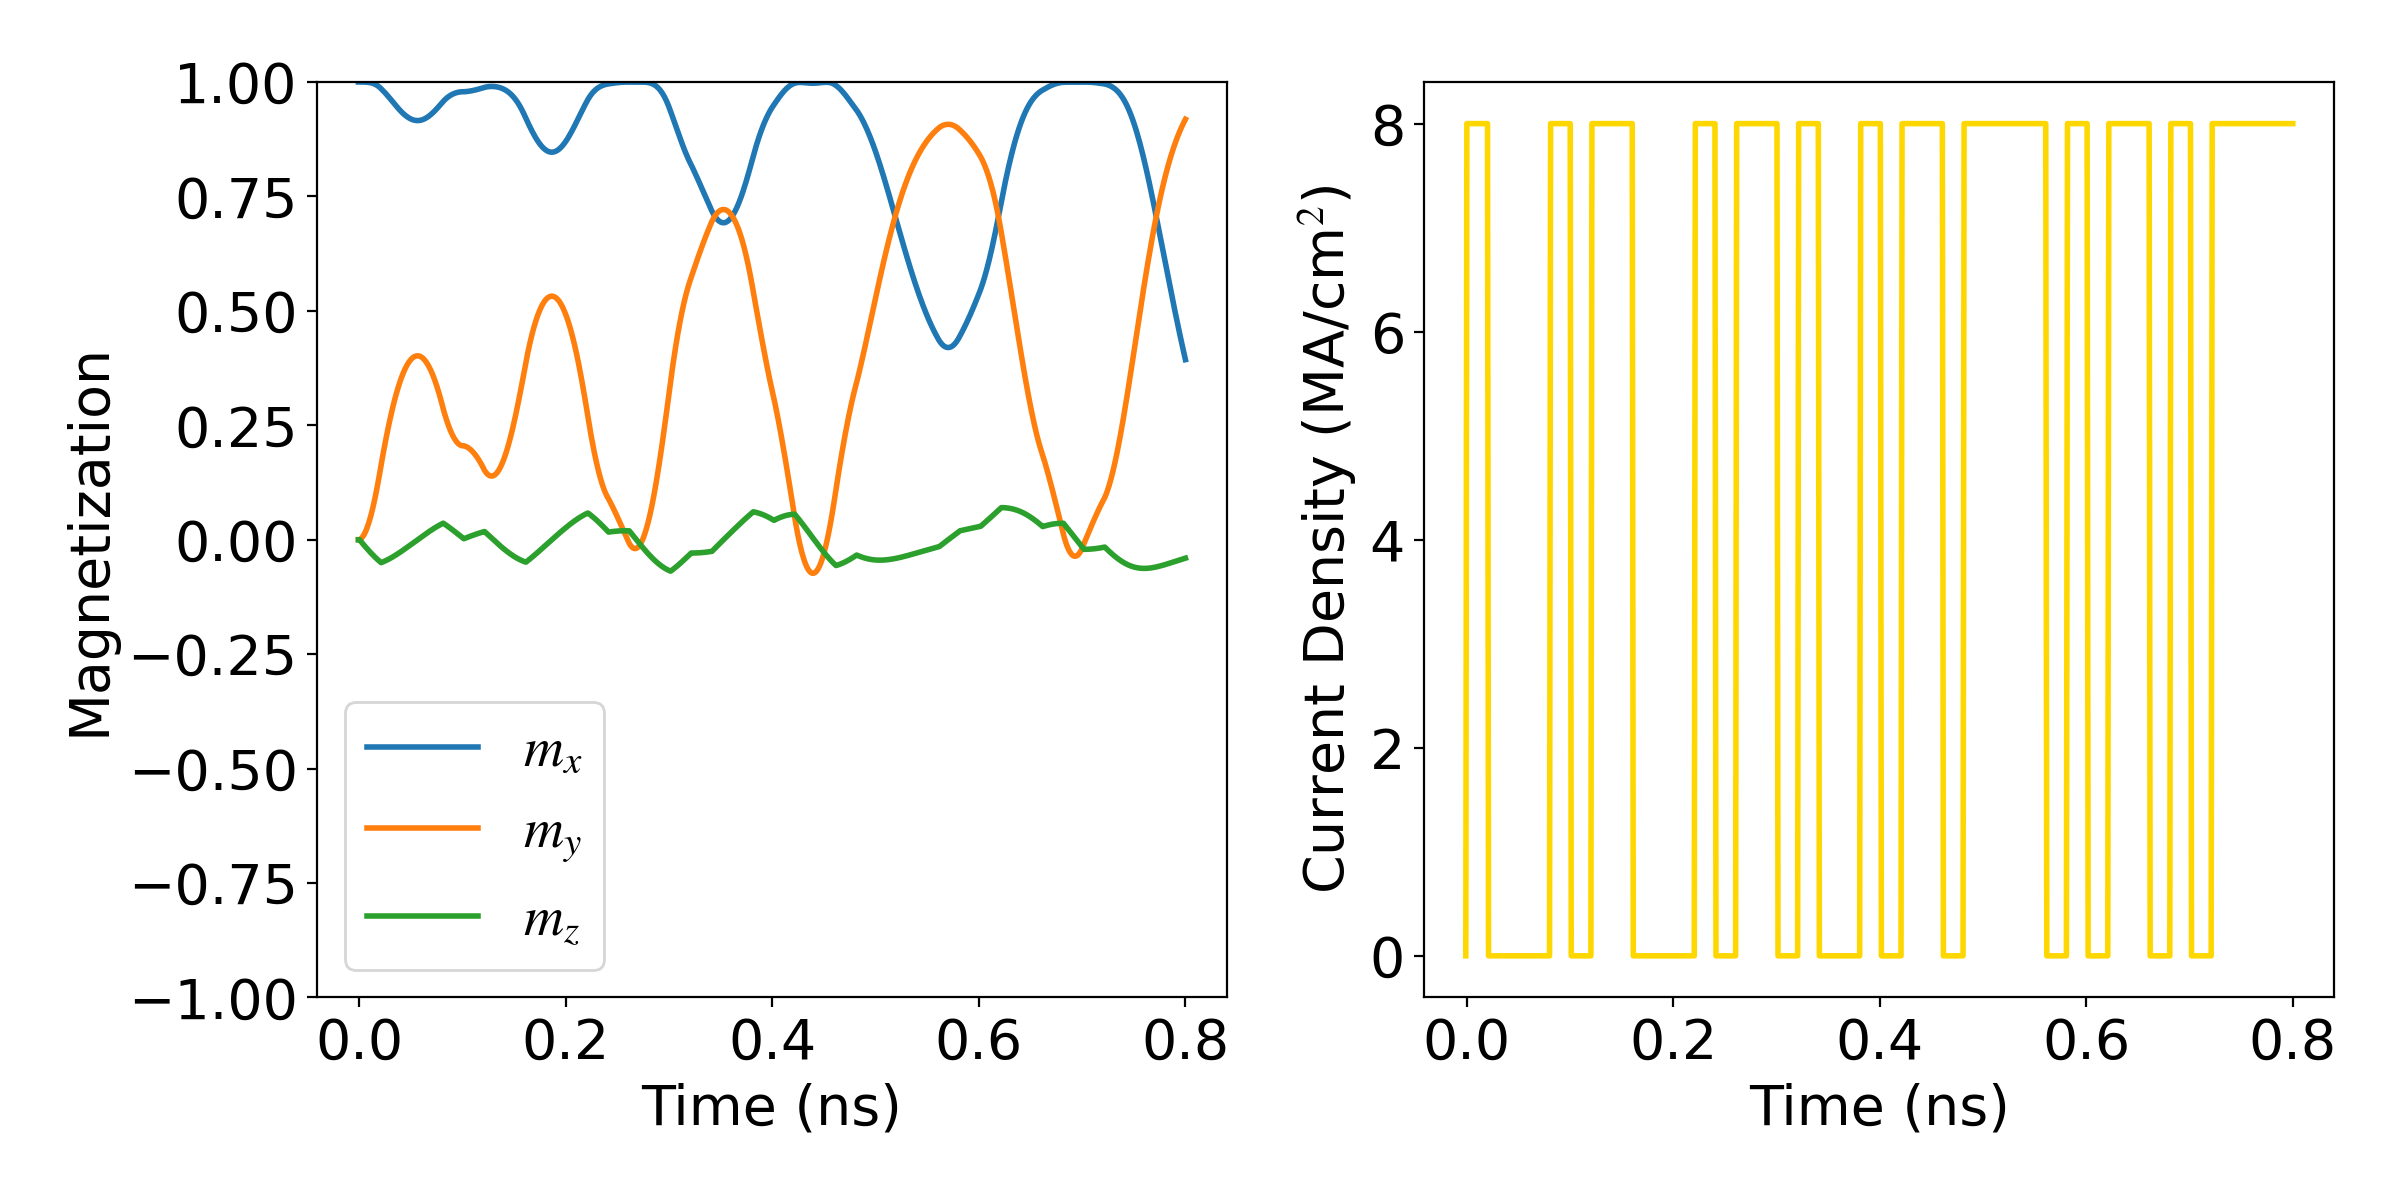 Magnetization
1.00
0.75
0.50
0.25
0.00
−0.25
−0.50
−0.75
−1.00
m_x
m_y
m_z
0.0 0.2 0.4 0.6 0.8
Time (ns)
Current Density (MA/cm²)
8
6
4
2
0
0.0 0.2 0.4 0.6 0.8
Time (ns)